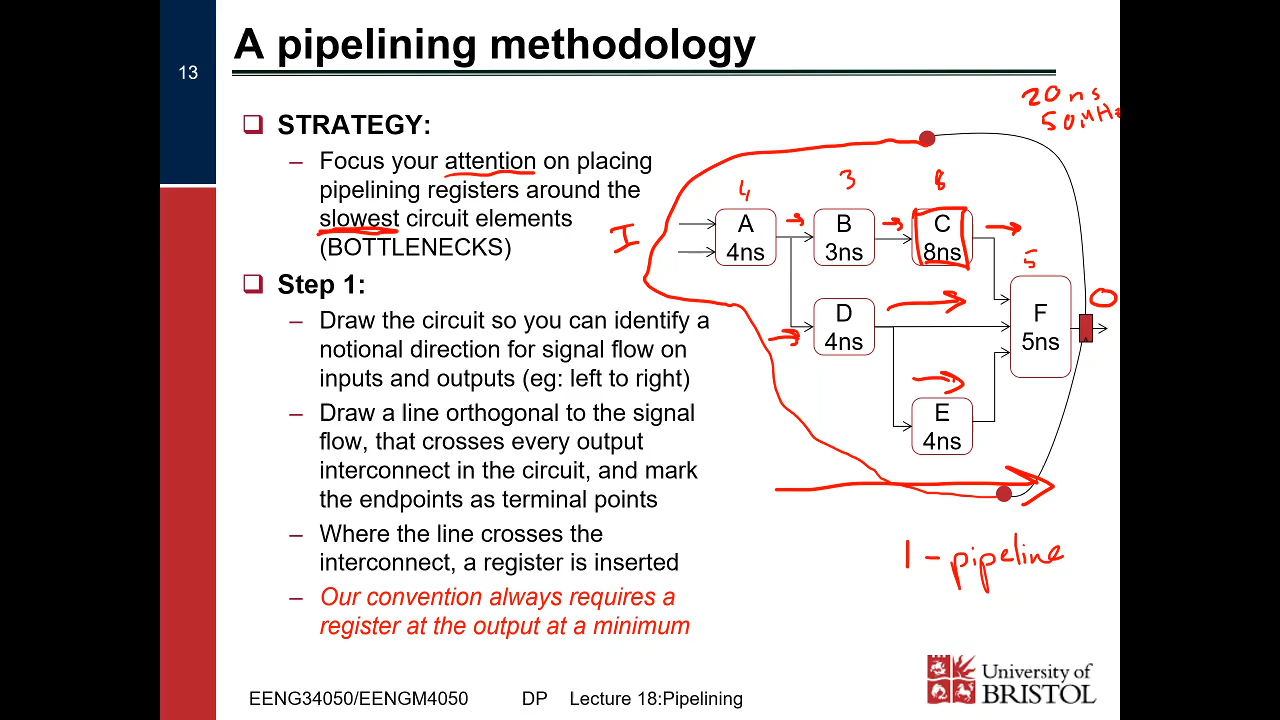 A pipelining methodology
13
STRATEGY:
– Focus your attention on placing
pipelining registers around the
slowest circuit elements
(BOTTLENECKS)
Step 1:
– Draw the circuit so you can identify a
notional direction for signal flow on
inputs and outputs (eg: left to right)
– Draw a line orthogonal to the signal
flow, that crosses every output
interconnect in the circuit, and mark
the endpoints as terminal points
– Where the line crosses the
interconnect, a register is inserted
– Our convention always requires a
register at the output at a minimum
20ns
50MHz
4
3
8
I
A
4ns
B
3ns
C
8ns
5
O
D
4ns
F
5ns
E
4ns
1 - pipeline
EENG34050/EENGM4050 DP Lecture 18:Pipelining
University of
BRISTOL